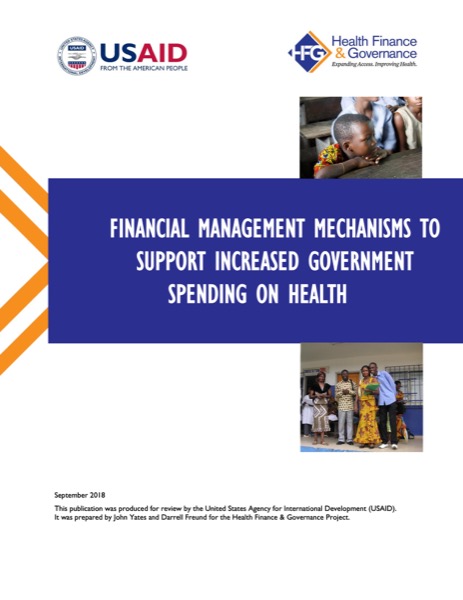 USAID
FROM THE AMERICAN PEOPLE
HFG
Health Finance
& Governance
Expanding Access. Improving Health.
FINANCIAL MANAGEMENT MECHANISMS TO
SUPPORT INCREASED GOVERNMENT
SPENDING ON HEALTH
September 2018
This publication was produced for review by the United States Agency for International Development (USAID).
It was prepared by John Yates and Darrell Freund for the Health Finance & Governance Project.